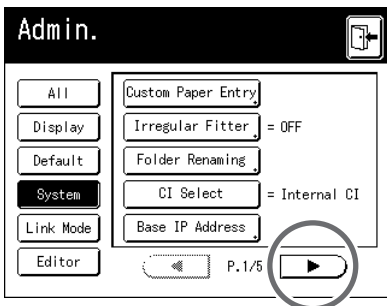 Admin.
All
Custom Paper Entry
Display
Irregular Fitter = OFF
Default
Folder Renaming
System
CI Select = Internal CI
Link Mode
Base IP Address
Editor
P.1/5